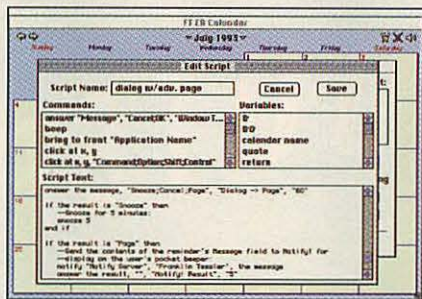 FTEB Calendar
July 1993
Sunday Monday Tuesday Wednesday Thursday Friday Saturday
Edit Script
Script Name: dialog w/adv. page Cancel Save
Commands: Variables:
answer "Message", "Cancel;OK", "Window T...
beep
bring to front "Application Name"
click at x, y
click at x, y, "Command;Option;Shift;Control"
&
calendar name
quote
return
Script Text:
answer the message, "Snooze;Cancel;Page", "Dialog -> Page", "60"
if the result is "Snooze" then
--Snooze for 5 minutes:
snooze 5
end if
if the result is "Page" then
--Send the contents of the reminder's Message field to Notify! for
--display on the user's pocket beeper:
notify "Notify Server", "Franklin Tessler", the message
answer the result, "", "Notify! Result", "5"